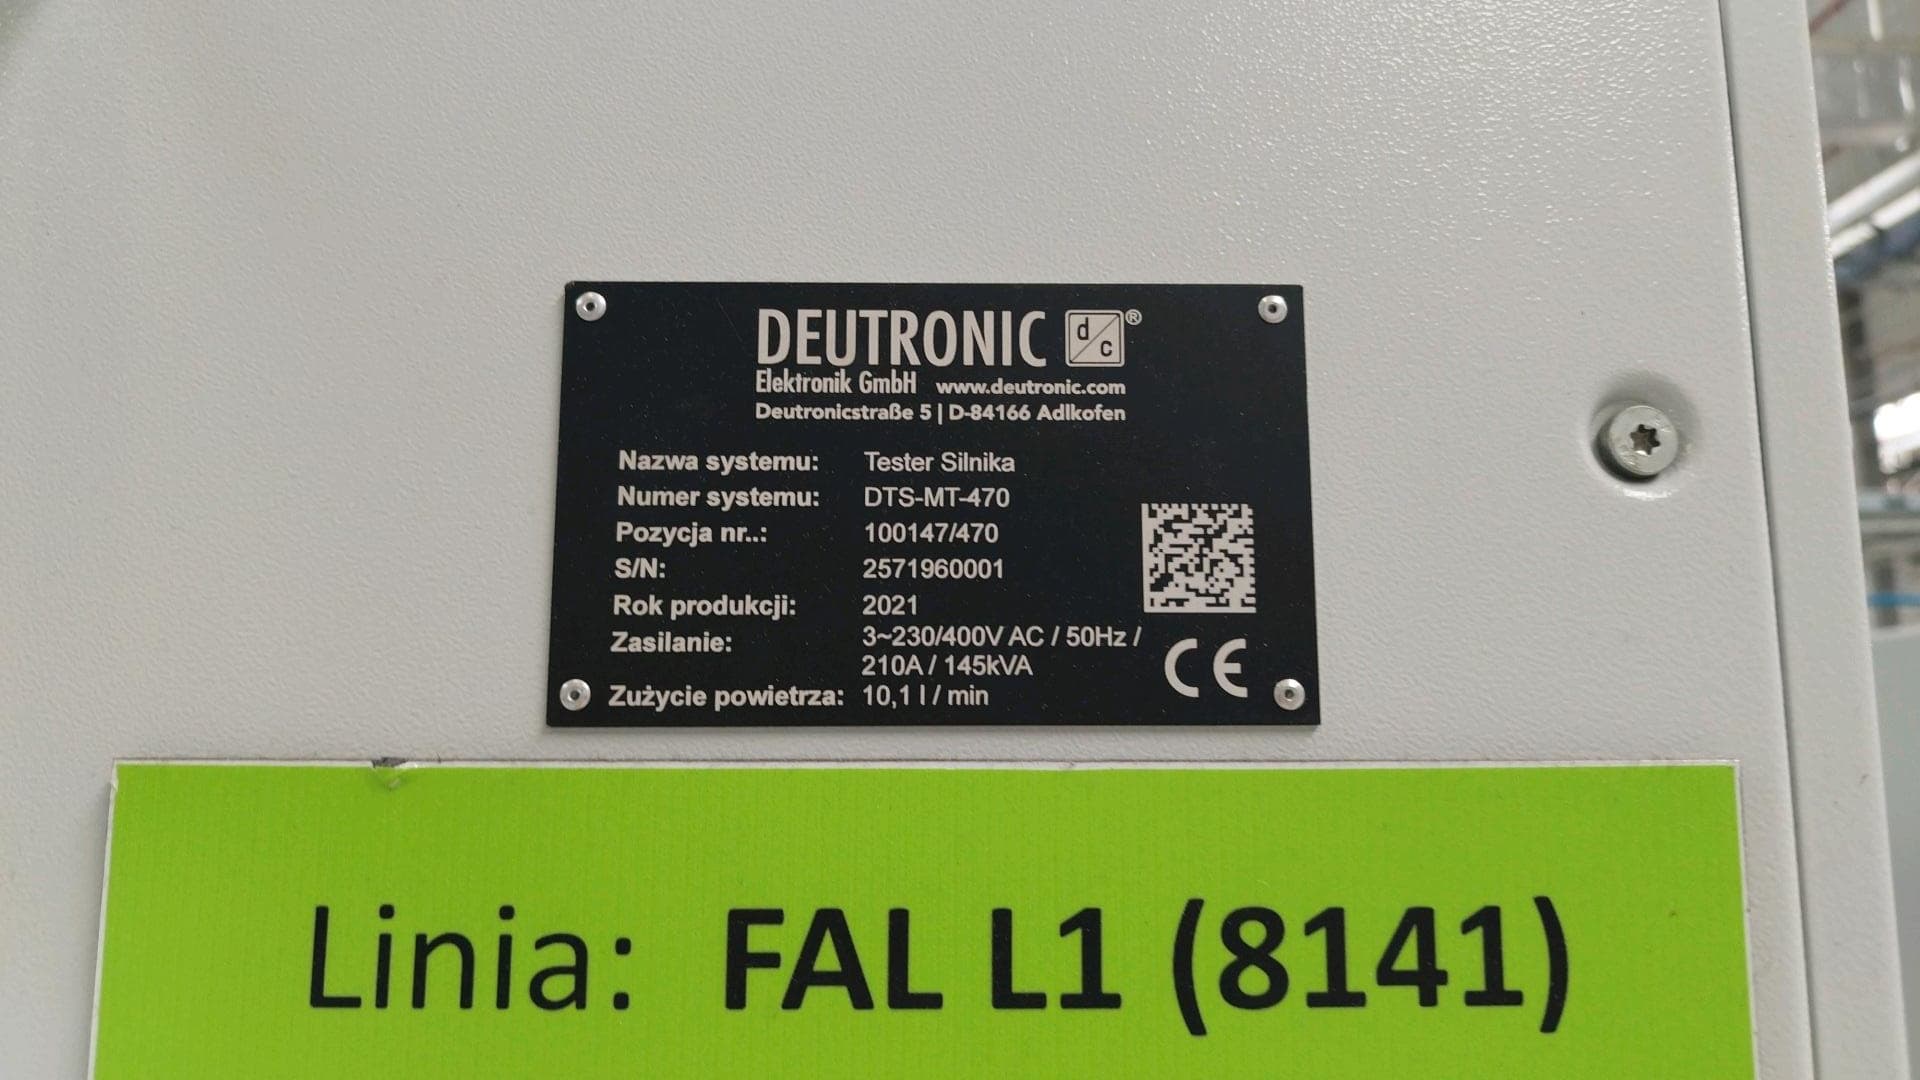 DEUTRONIC d/c®
Elektronik GmbH www.deutronic.com
Deutronicstraße 5 | D-84166 Adlkofen
Nazwa systemu: Tester Silnika
Numer systemu: DTS-MT-470
Pozycja nr..: 100147/470
S/N: 2571960001
Rok produkcji: 2021
Zasilanie: 3~230/400V AC / 50Hz /
210A / 145kVA
Zużycie powietrza: 10,1 l / min
CE
Linia: FAL L1 (8141)